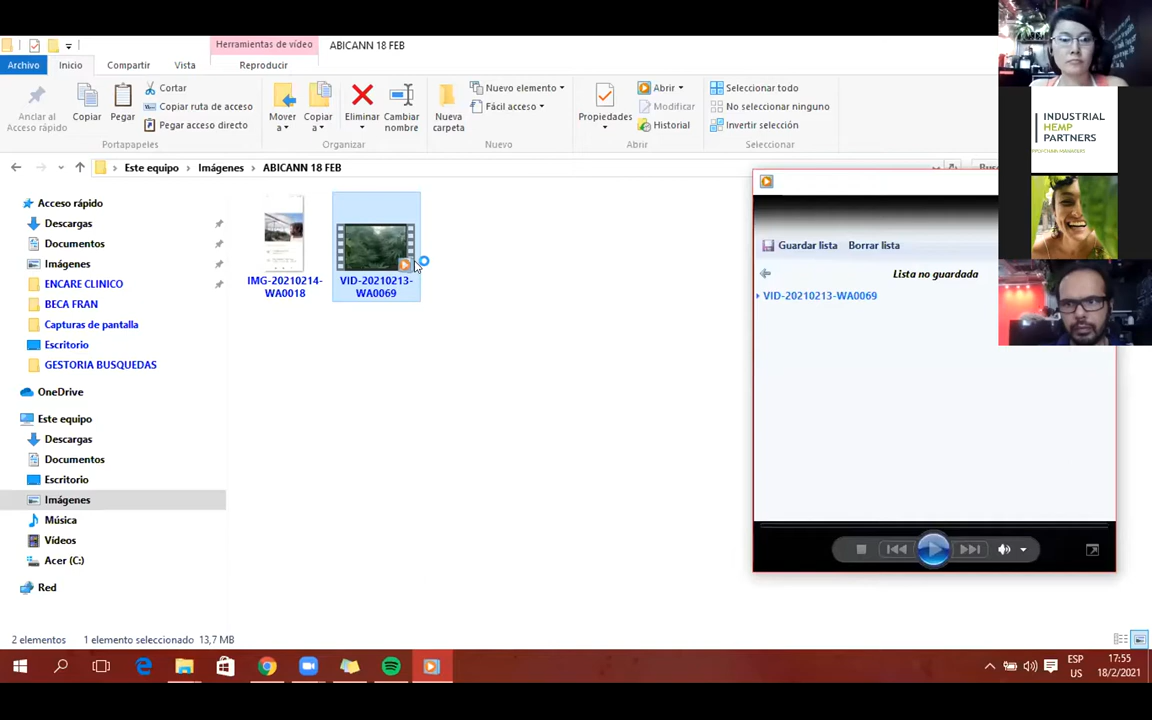 Herramientas de vídeo
ABICANN 18 FEB
Archivo
Inicio
Compartir
Vista
Reproducir
Anclar al
Acceso rápido
Copiar
Pegar
Cortar
Copiar ruta de acceso
Pegar acceso directo
Portapapeles
Mover
a
Copiar
a
Eliminar
Cambiar
nombre
Organizar
Nueva
carpeta
Nuevo elemento
Fácil acceso
Nuevo
Propiedades
Abrir
Modificar
Historial
Abrir
Seleccionar todo
No seleccionar ninguno
Invertir selección
Seleccionar
Este equipo
Imágenes
ABICANN 18 FEB
Acceso rápido
Descargas
Documentos
Imágenes
ENCARE CLINICO
BECA FRAN
Capturas de pantalla
Escritorio
GESTORIA BUSQUEDAS
OneDrive
Este equipo
Descargas
Documentos
Escritorio
Imágenes
Música
Vídeos
Acer (C:)
Red
IMG-20210214-
WA0018
VID-20210213-
WA0069
Guardar lista
Borrar lista
Lista no guardada
VID-20210213-WA0069
INDUSTRIAL
HEMP
PARTNERS
2 elementos
1 elemento seleccionado 13,7 MB
ESP
US
17:55
18/2/2021